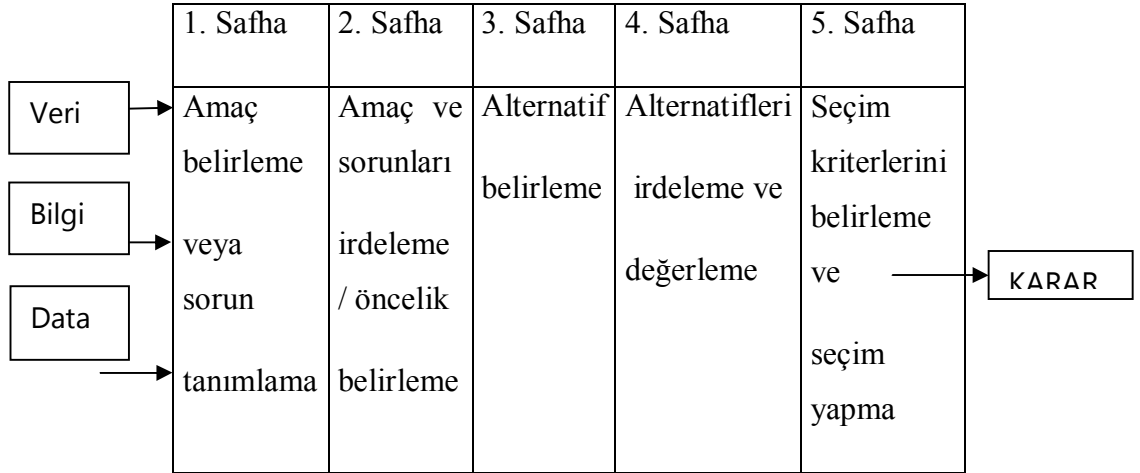 1. Safha
2. Safha
3. Safha
4. Safha
5. Safha
Veri
Bilgi
Data
Amaç
belirleme
veya
sorun
tanımlama
Amaç ve
sorunları
irdeleme
/ öncelik
belirleme
Alternatif
belirleme
Alternatifleri
irdeleme ve
değerleme
Seçim
kriterlerini
belirleme
ve
seçim
yapma
KARAR